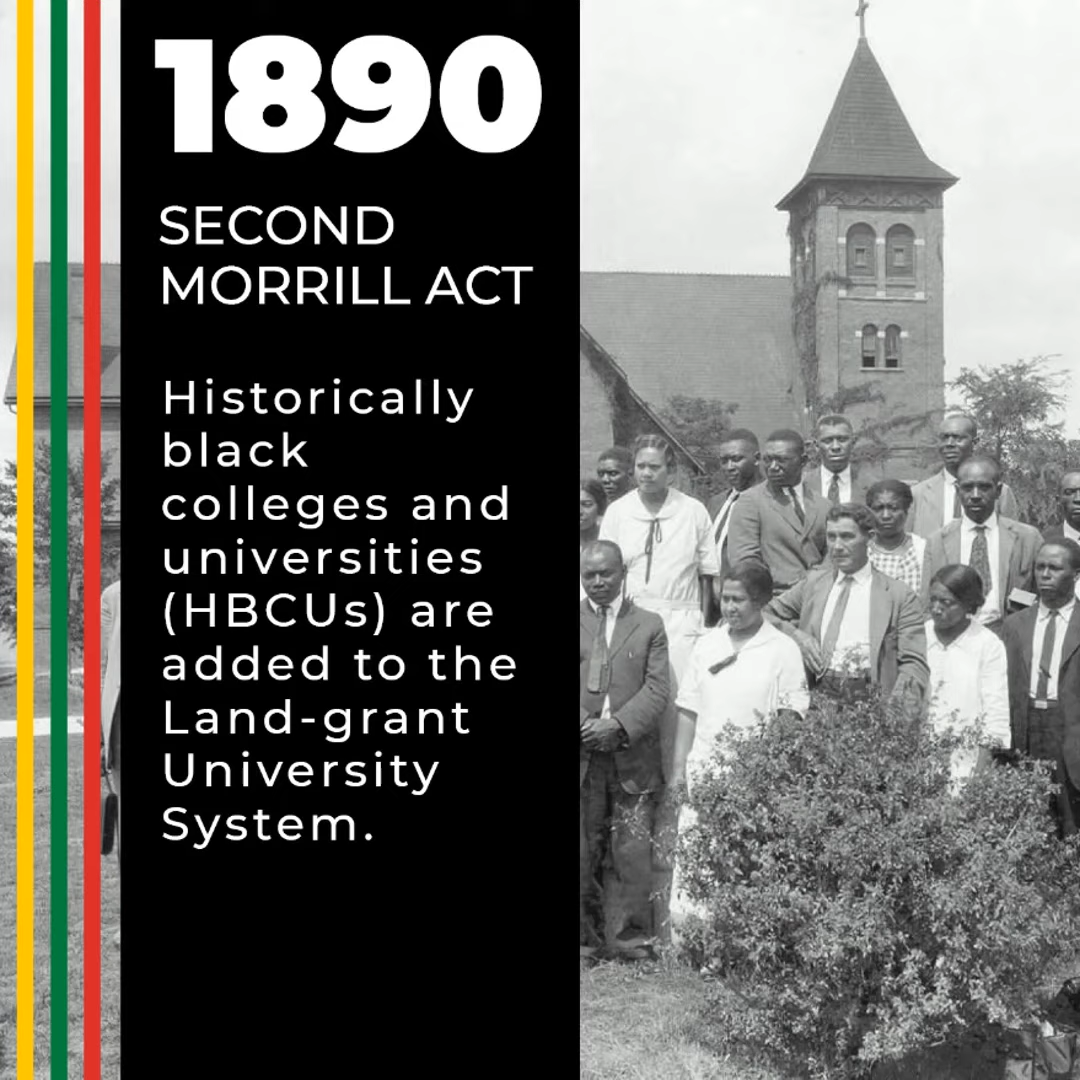 1890
SECOND
MORRILL ACT
Historically
black
colleges and
universities
(HBCUs) are
added to the
Land-grant
University
System.